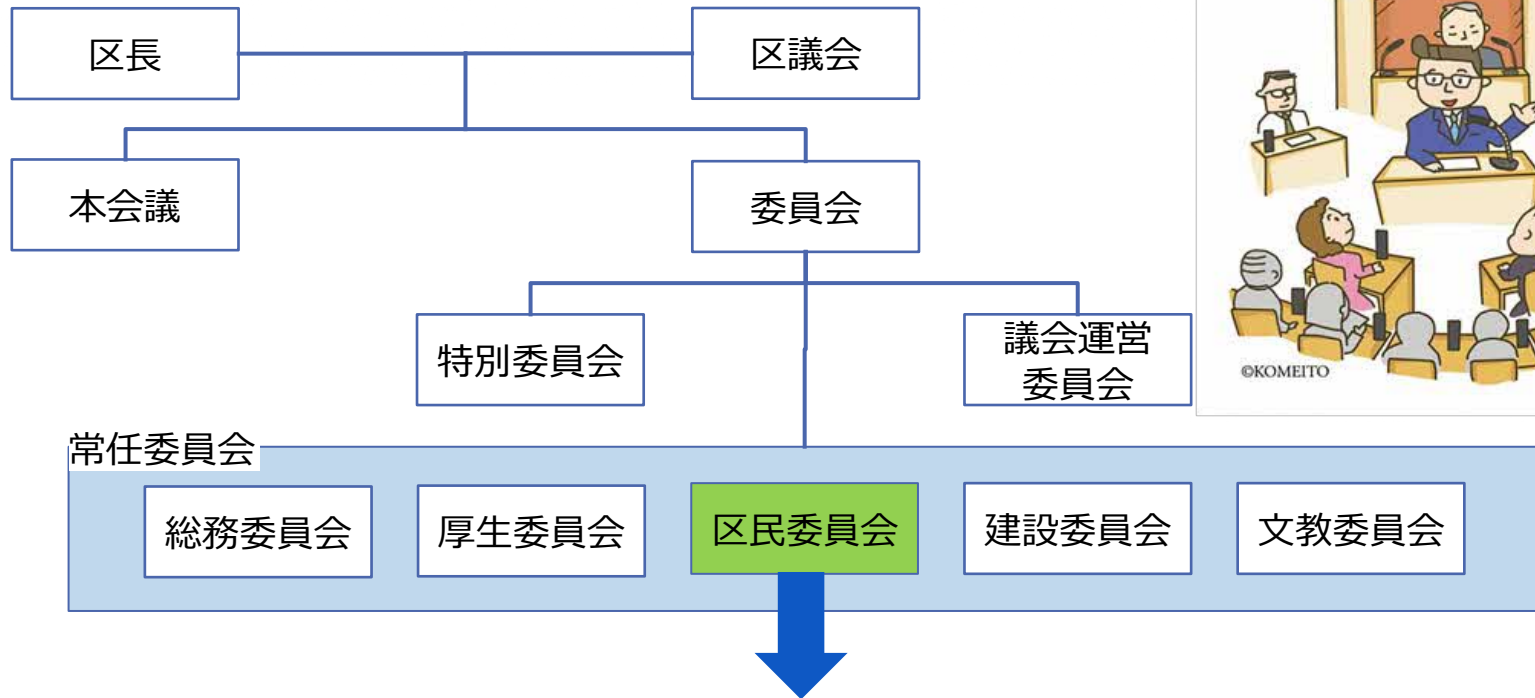 区長
区議会
本会議
委員会
特別委員会
議会運営
委員会
©KOMEITO
常任委員会
総務委員会
厚生委員会
区民委員会
建設委員会
文教委員会